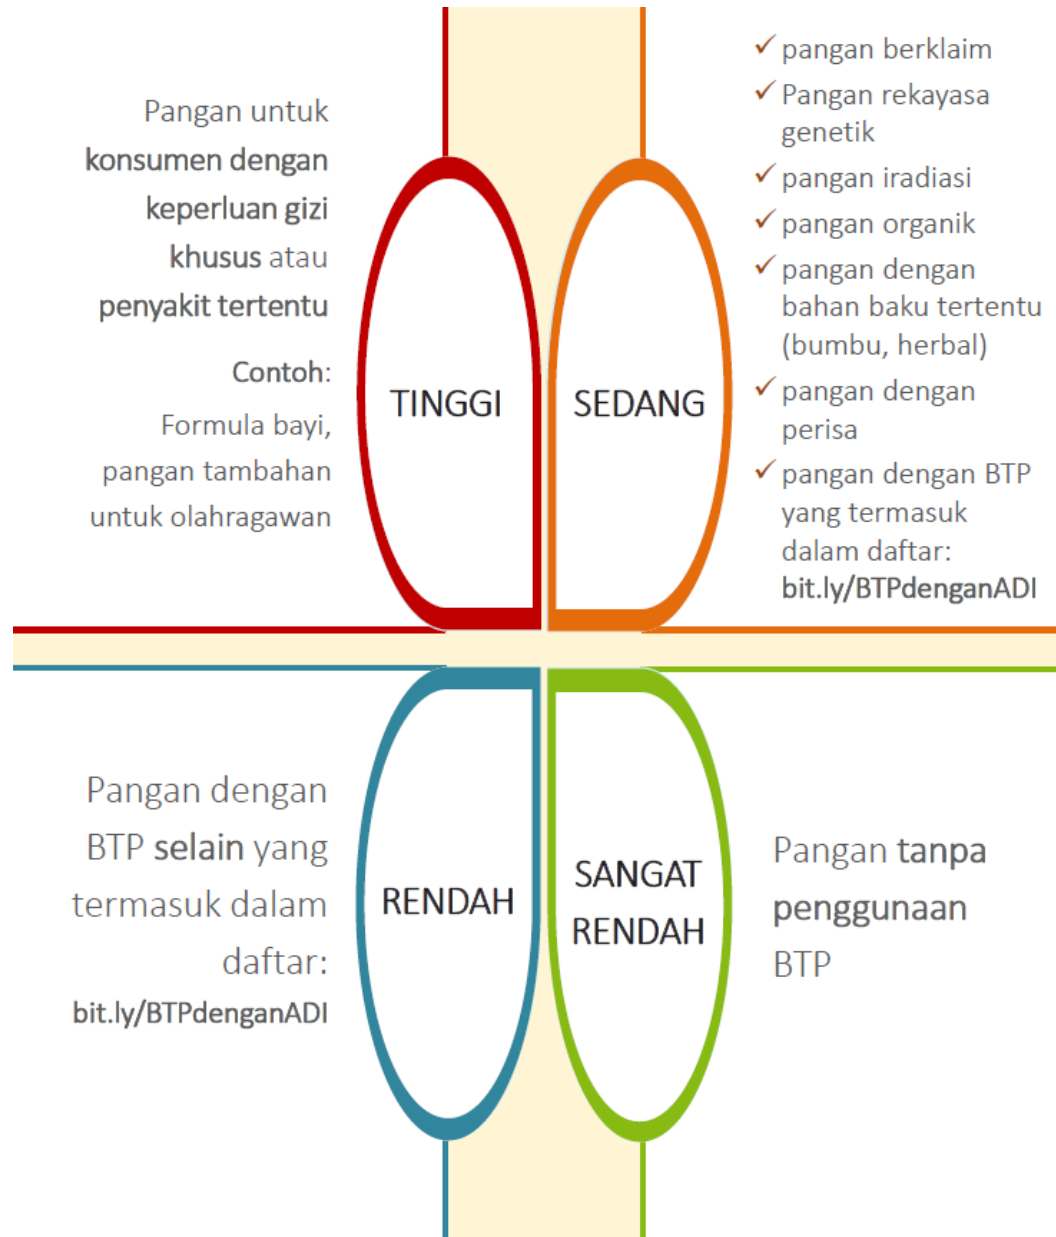 Pangan untuk
konsumen dengan
keperluan gizi
khusus atau
penyakit tertentu
Contoh:
Formula bayi,
pangan tambahan
untuk olahragawan
TINGGI
SEDANG
✓ pangan berklaim
✓ Pangan rekayasa
genetik
✓ pangan iradiasi
✓ pangan organik
✓ pangan dengan
bahan baku tertentu
(bumbu, herbal)
✓ pangan dengan
perisa
✓ pangan dengan BTP
yang termasuk
dalam daftar:
bit.ly/BTPdenganADI
Pangan dengan
BTP selain yang
termasuk dalam
daftar:
bit.ly/BTPdenganADI
RENDAH
SANGAT
RENDAH
Pangan tanpa
penggunaan
BTP